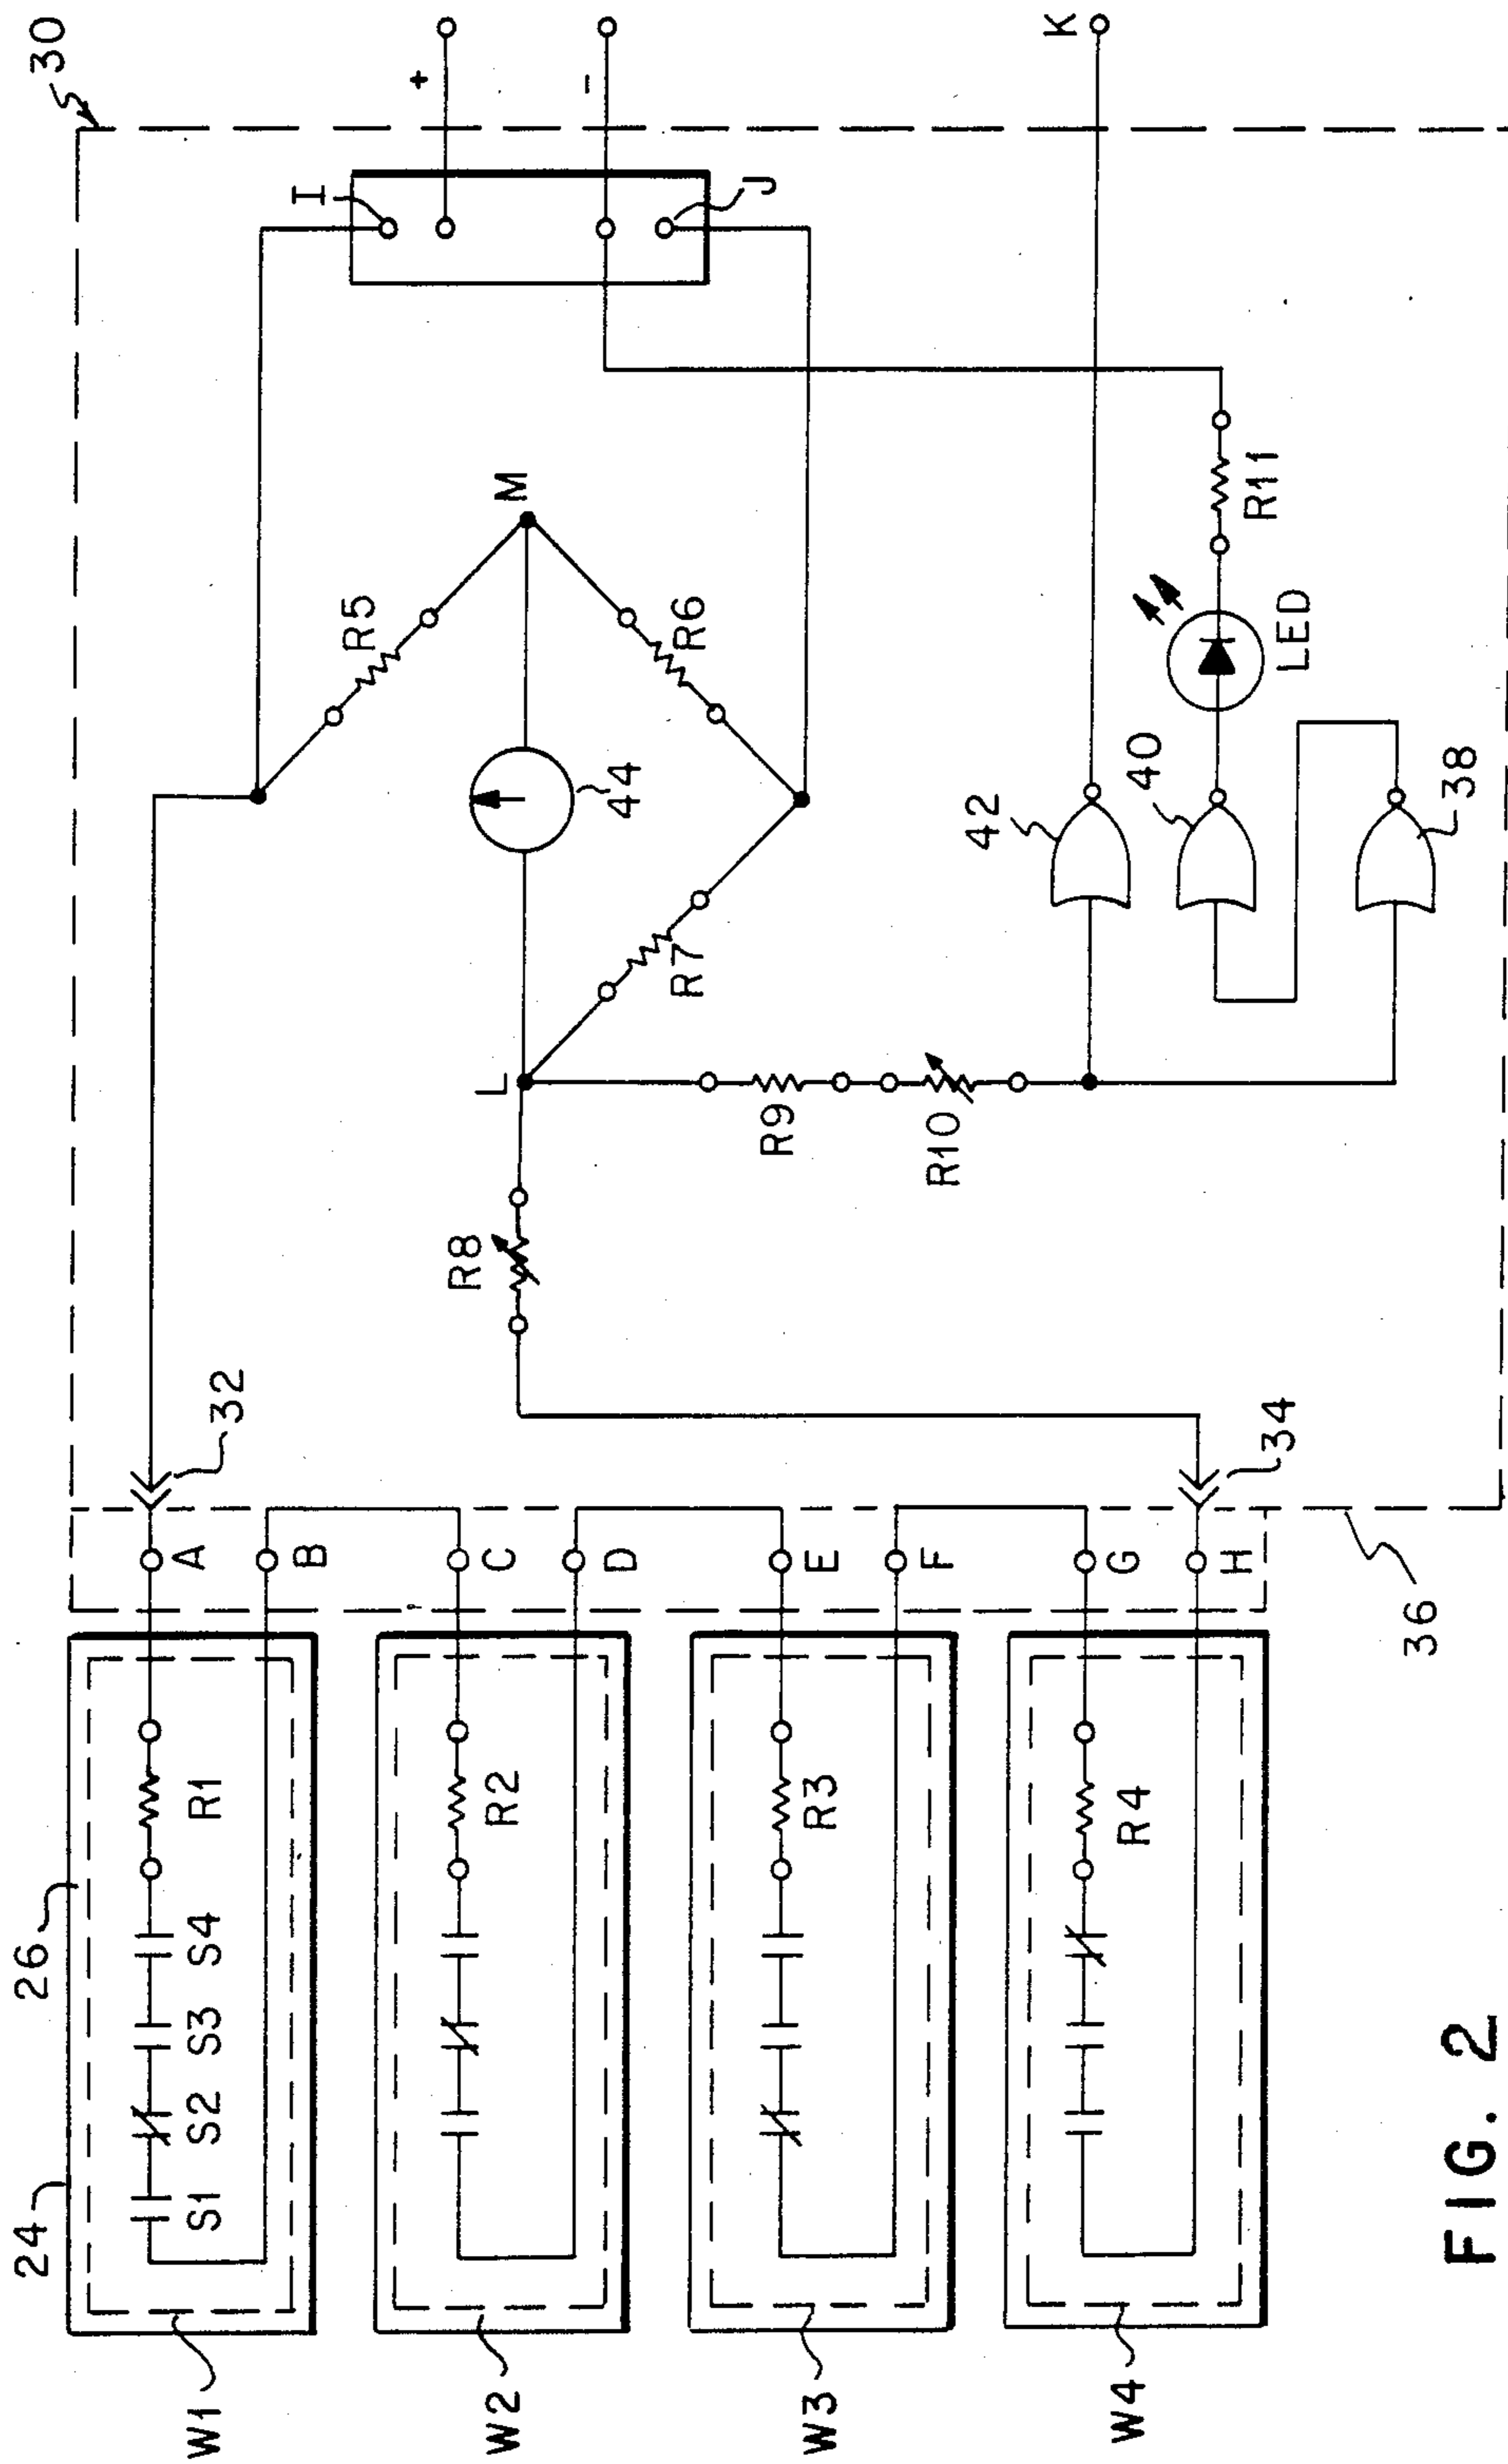 30
+
-
K
I
J
M
R5
R6
44
R7
L
42
40
38
LED
R11
R9
R10
R8
32
34
36
A
B
C
D
E
F
G
H
26
24
S1
S2
S3
S4
R1
R2
R3
R4
W1
W2
W3
W4
FIG. 2